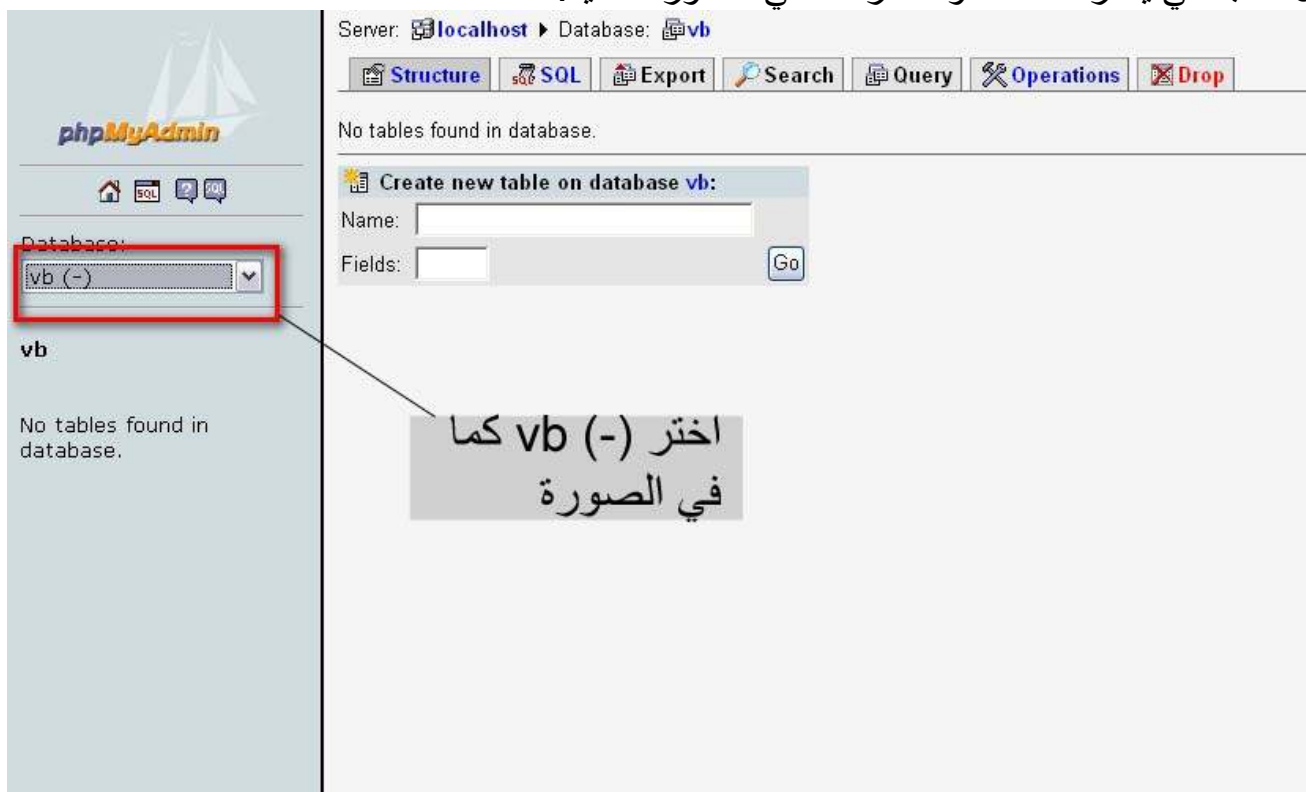 Server: localhost ▶ Database: vb
Structure SQL Export Search Query Operations Drop
phpMyAdmin
No tables found in database.
SQL SQL
Create new table on database vb:
Name:
Database:
Fields: Go
vb (-)
vb
No tables found in
database.
اختر vb (-) كما
في الصورة